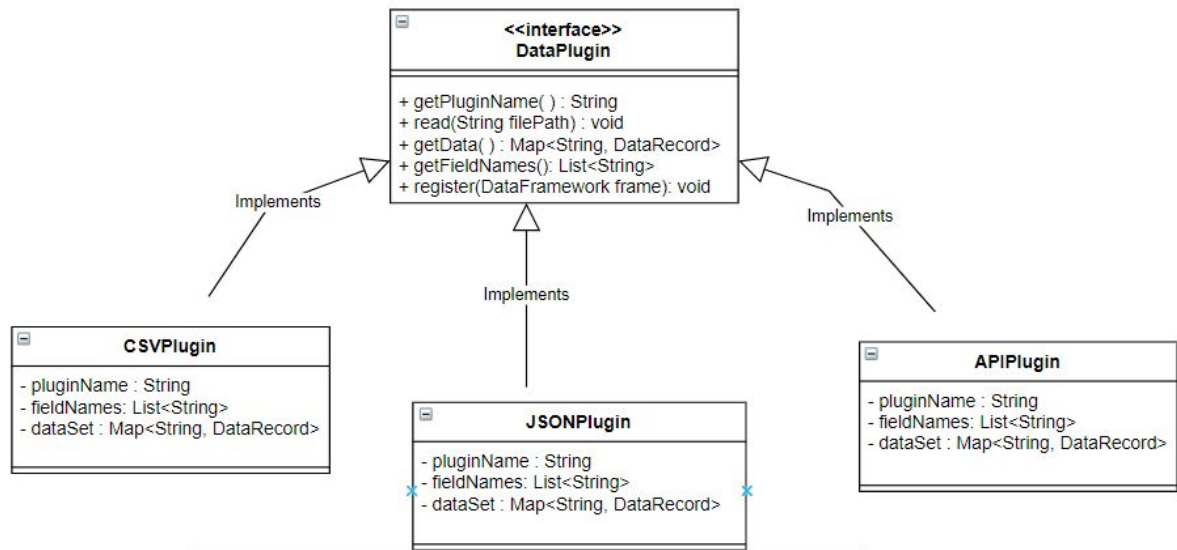 <<interface>>
DataPlugin
+ getPluginName( ) : String
+ read(String filePath) : void
+ getData( ) : Map<String, DataRecord>
+ getFieldNames(): List<String>
+ register(DataFramework frame): void
Implements
Implements
Implements
CSVPlugin
- pluginName : String
- fieldNames: List<String>
- dataSet : Map<String, DataRecord>
JSONPlugin
- pluginName : String
- fieldNames: List<String>
- dataSet : Map<String, DataRecord>
APIPlugin
- pluginName : String
- fieldNames: List<String>
- dataSet : Map<String, DataRecord>